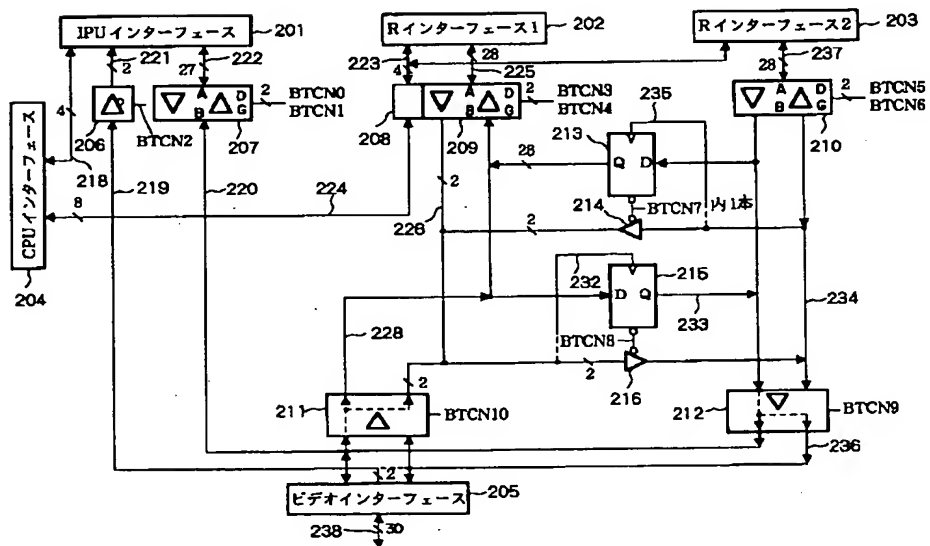 IPUインターフェース 201
Rインターフェース1 202
Rインターフェース2 203
221
222
2
27
223
4
28
225
28
237
4
206
BTCN2
A
B
D
G
2
BTCN0
BTCN1
207
208
A
B
D
G
2
BTCN3
BTCN4
209
A
B
D
G
2
BTCN5
BTCN6
210
235
213
Q
D
28
218
219
220
224
8
CPUインターフェース
204
2
226
2
214
BTCN7
内1本
232
215
D
Q
233
234
BTCN8
228
2
2
216
211
BTCN10
212
BTCN9
236
2
ビデオインターフェース 205
238
30